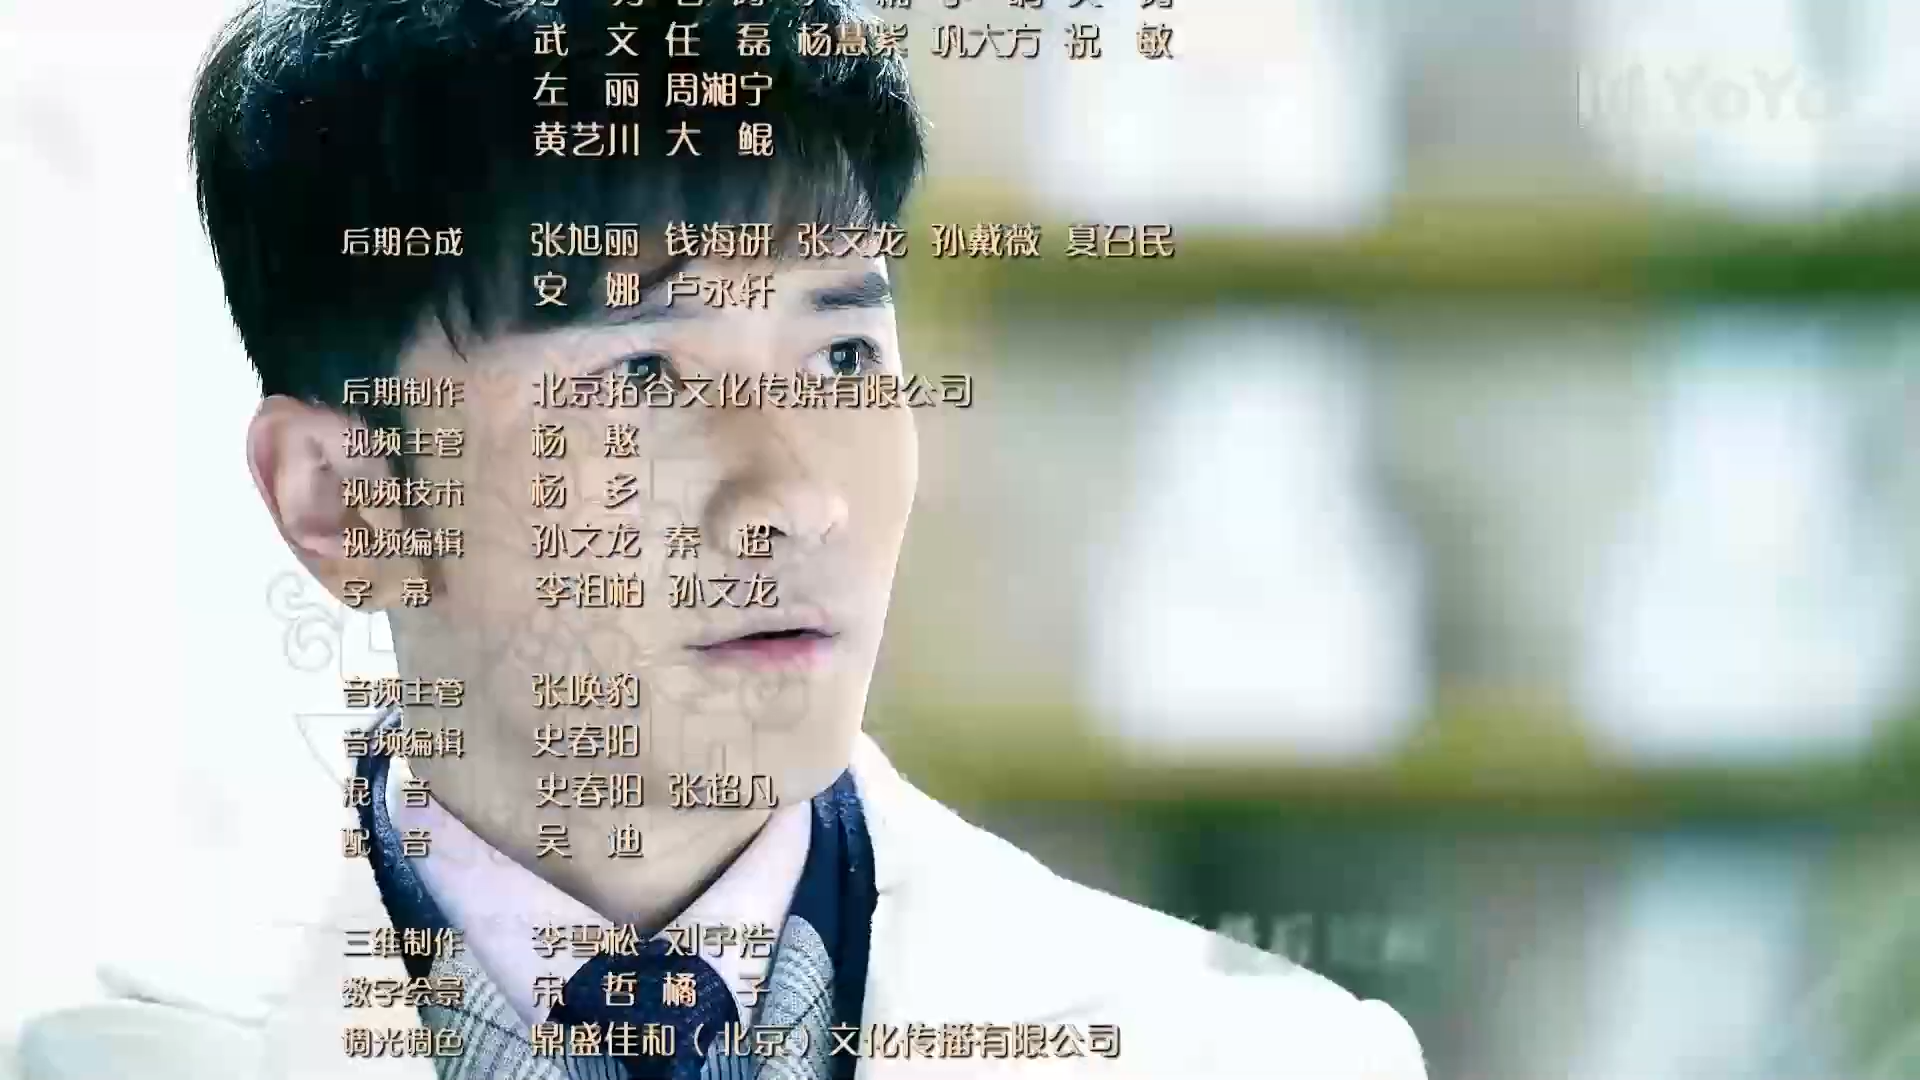 武 文 任 磊 杨慧紫 巩大方 祝 敏
左 丽 周湘宁
黄艺川 大 鲲
后期合成 张旭丽 钱海研 张文龙 孙戴薇 夏召民
安 娜 卢永轩
后期制作 北京拓谷文化传媒有限公司
视频主管 杨 憨
视频技术 杨 多
视频编辑 孙文龙 秦 超
字 幕 李祖柏 孙文龙
音频主管 张唤豹
音频编辑 史春阳
混 音 史春阳 张超凡
配 音 吴 迪
三维制作 李雪松 刘宇浩
数字绘景 宋 哲 橘 子
调光调色 鼎盛佳和(北京)文化传播有限公司
YoYo